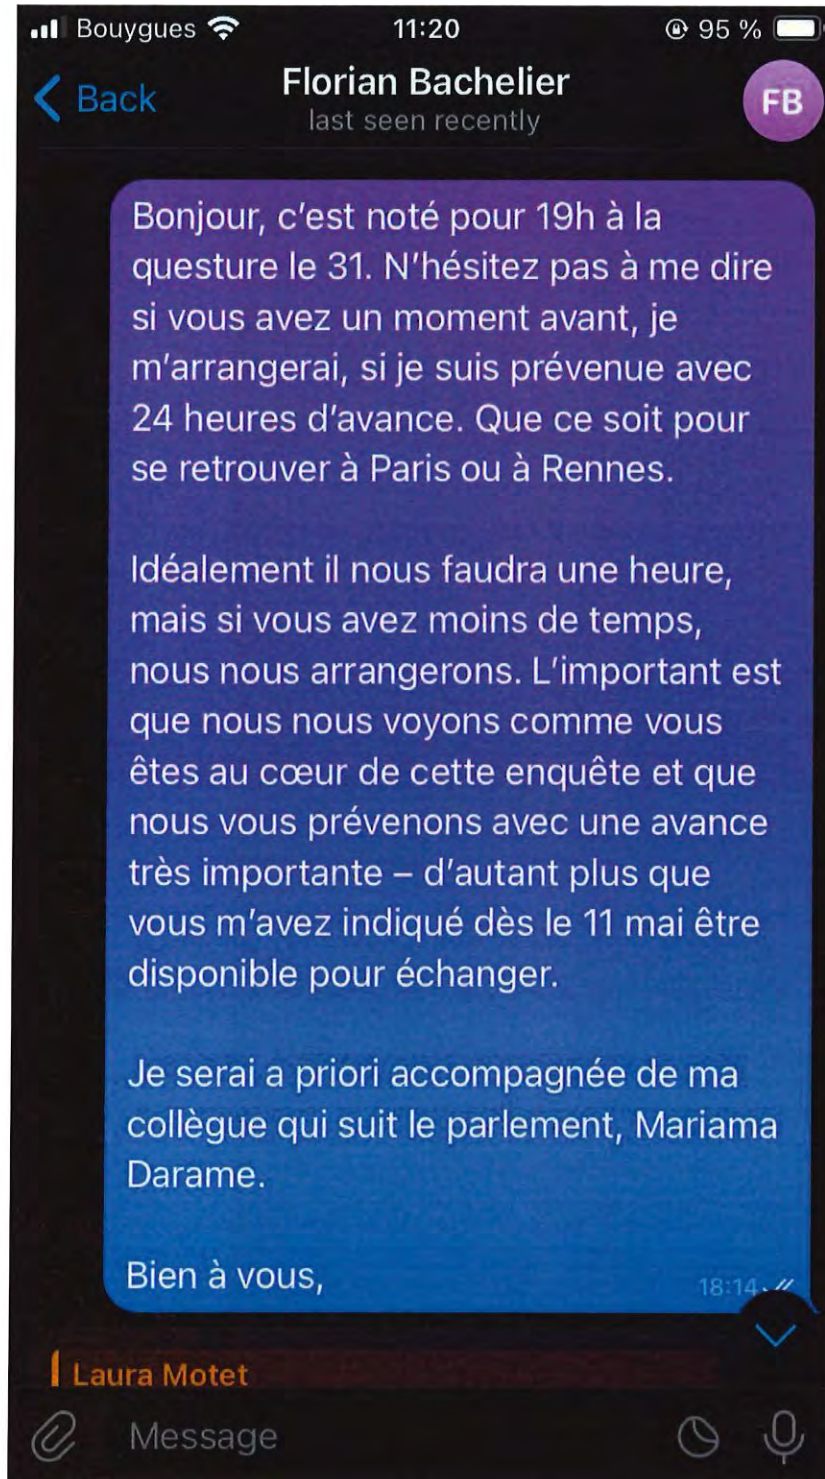 Bouygues 11:20 95 %
Back Florian Bachelier FB
last seen recently
Bonjour, c'est noté pour 19h à la
questure le 31. N'hésitez pas à me dire
si vous avez un moment avant, je
m'arrangerai, si je suis prévenue avec
24 heures d'avance. Que ce soit pour
se retrouver à Paris ou à Rennes.
Idéalement il nous faudra une heure,
mais si vous avez moins de temps,
nous nous arrangerons. L'important est
que nous nous voyons comme vous
êtes au cœur de cette enquête et que
nous vous prévenons avec une avance
très importante – d'autant plus que
vous m'avez indiqué dès le 11 mai être
disponible pour échanger.
Je serai a priori accompagnée de ma
collègue qui suit le parlement, Mariama
Darame.
Bien à vous,
18:14
Laura Motet
Message